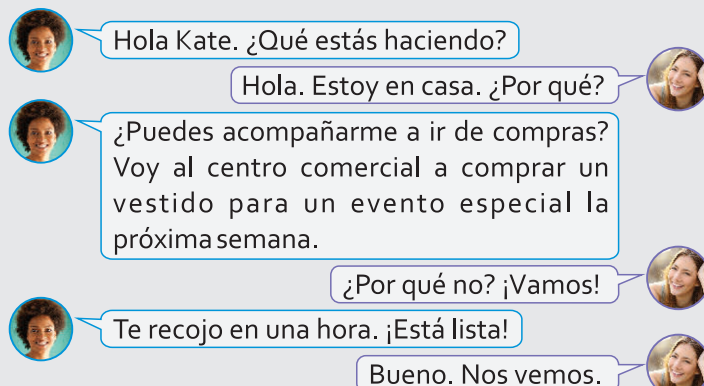 Hola Kate. ¿Qué estás haciendo?
Hola. Estoy en casa. ¿Por qué?
¿Puedes acompañarme a ir de compras?
Voy al centro comercial a comprar un
vestido para un evento especial la
próxima semana.
¿Por qué no? ¡Vamos!
Te recojo en una hora. ¡Está lista!
Bueno. Nos vemos.